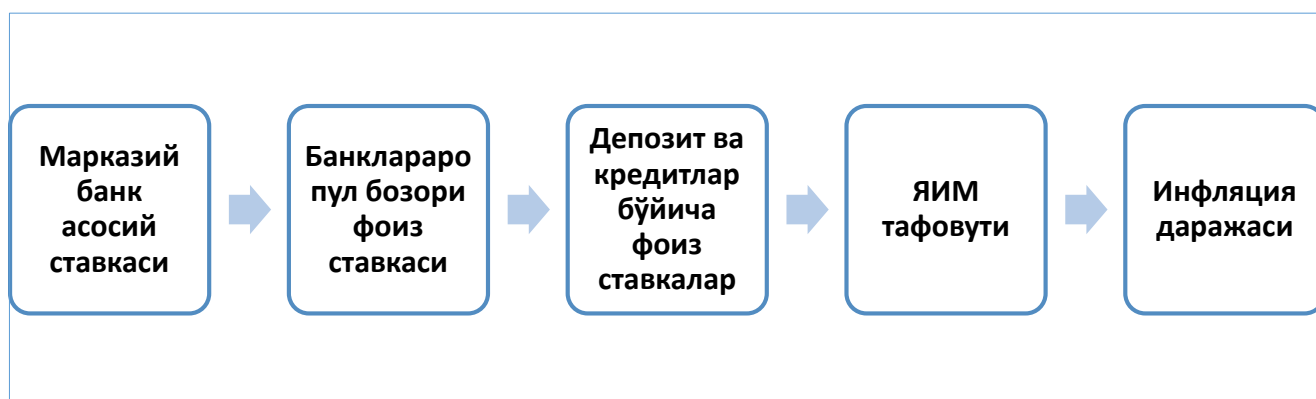 Марказий
банк
асосий
ставкаси
Банклараро
пул бозори
фоиз
ставкаси
Депозит ва
кредитлар
бўйича
фоиз
ставкалар
ЯИМ
тафовути
Инфляция
даражаси